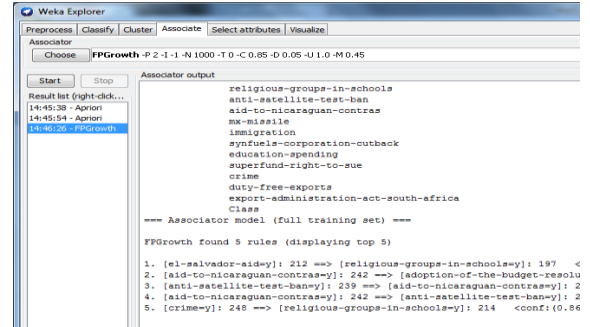 Weka Explorer
Preprocess Classify Cluster Associate Select attributes Visualize
Associator
Choose FPGrowth -P 2 -I -1 -N 1000 -T 0 -C 0.85 -D 0.05 -U 1.0 -M 0.45
Start Stop
Result list (right-click...
14:45:38 - Apriori
14:45:54 - Apriori
14:46:26 - FPGrowth
Associator output
religious-groups-in-schools
anti-satellite-test-ban
aid-to-nicaraguan-contras
mx-missile
immigration
synfuels-corporation-cutback
education-spending
superfund-right-to-sue
crime
duty-free-exports
export-administration-act-south-africa
Class
=== Associator model (full training set) ===
FPGrowth found 5 rules (displaying top 5)
1. [el-salvador-aid=y]: 212 ==> [religious-groups-in-schools=y]: 197 <
2. [aid-to-nicaraguan-contras=y]: 242 ==> [adoption-of-the-budget-resolu
3. [anti-satellite-test-ban=y]: 239 ==> [aid-to-nicaraguan-contras=y]: 2
4. [aid-to-nicaraguan-contras=y]: 242 ==> [anti-satellite-test-ban=y]: 2
5. [crime=y]: 248 ==> [religious-groups-in-schools=y]: 214 <conf:(0.86